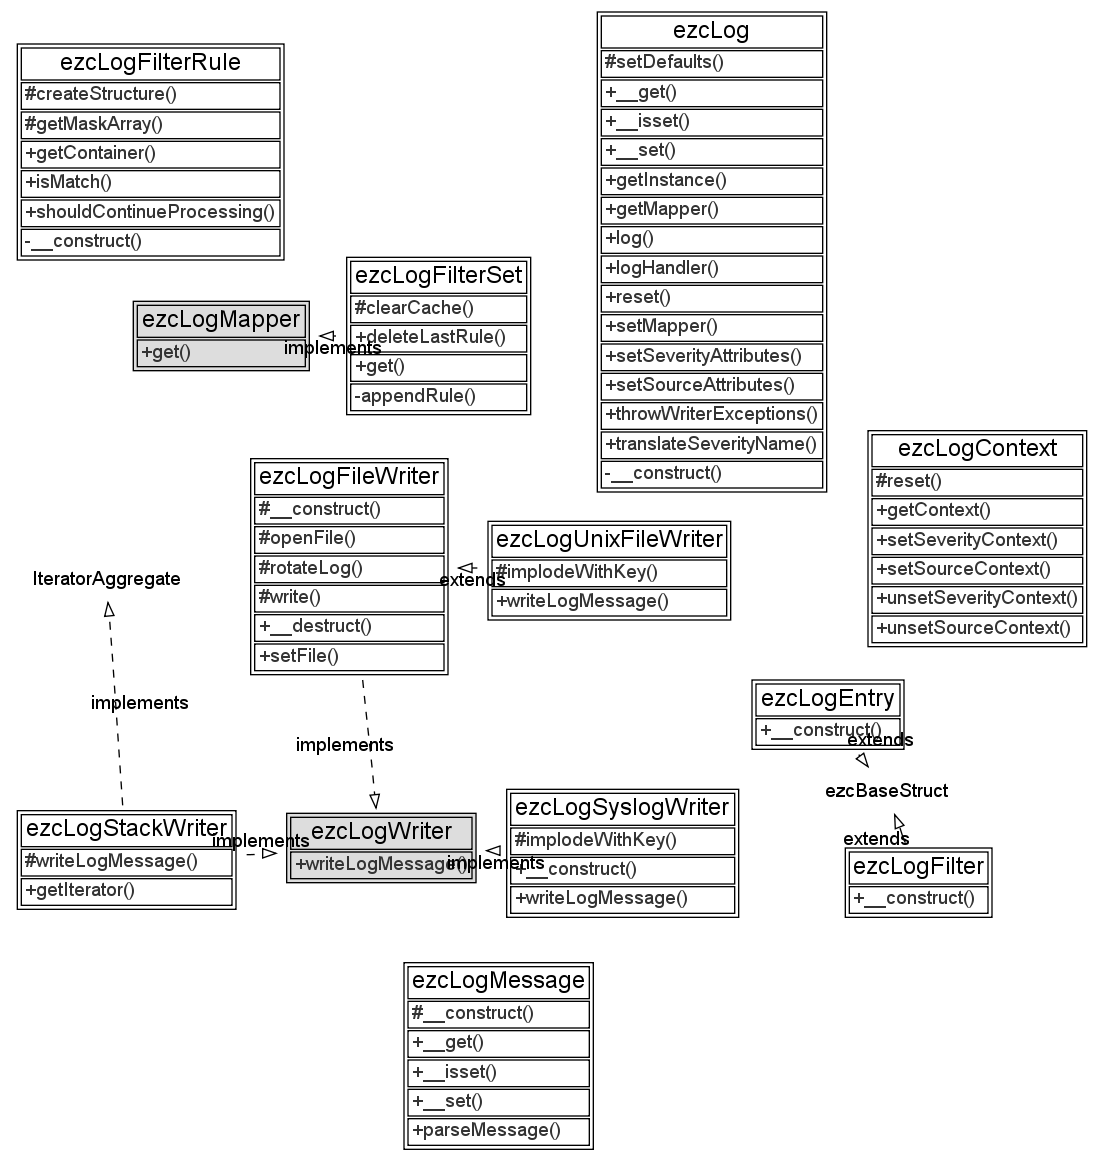 ezcLog
#setDefaults()
+__get()
+__isset()
+__set()
+getInstance()
+getMapper()
+log()
+logHandler()
+reset()
+setMapper()
+setSeverityAttributes()
+setSourceAttributes()
+throwWriterExceptions()
+translateSeverityName()
-__construct()
ezcLogFilterRule
#createStructure()
#getMaskArray()
+getContainer()
+isMatch()
+shouldContinueProcessing()
-__construct()
ezcLogMapper
+get()
implements
ezcLogFilterSet
#clearCache()
+deleteLastRule()
+get()
-appendRule()
ezcLogContext
#reset()
+getContext()
+setSeverityContext()
+setSourceContext()
+unsetSeverityContext()
+unsetSourceContext()
ezcLogFileWriter
#__construct()
#openFile()
#rotateLog()
#write()
+__destruct()
+setFile()
extends
ezcLogUnixFileWriter
#implodeWithKey()
+writeLogMessage()
IteratorAggregate
implements
implements
ezcLogEntry
+__construct()
extends
ezcBaseStruct
extends
ezcLogFilter
+__construct()
ezcLogStackWriter
#writeLogMessage()
+getIterator()
implements
ezcLogWriter
+writeLogMessage()
implements
ezcLogSyslogWriter
#implodeWithKey()
+__construct()
+writeLogMessage()
ezcLogMessage
#__construct()
+__get()
+__isset()
+__set()
+parseMessage()